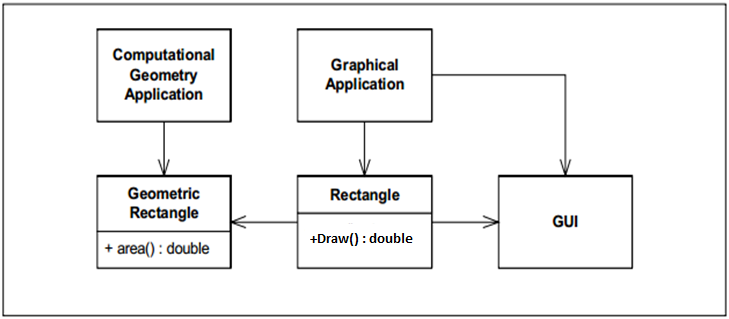 Computational
Geometry
Application
Graphical
Application
Geometric
Rectangle
+ area() : double
Rectangle
+Draw() : double
GUI